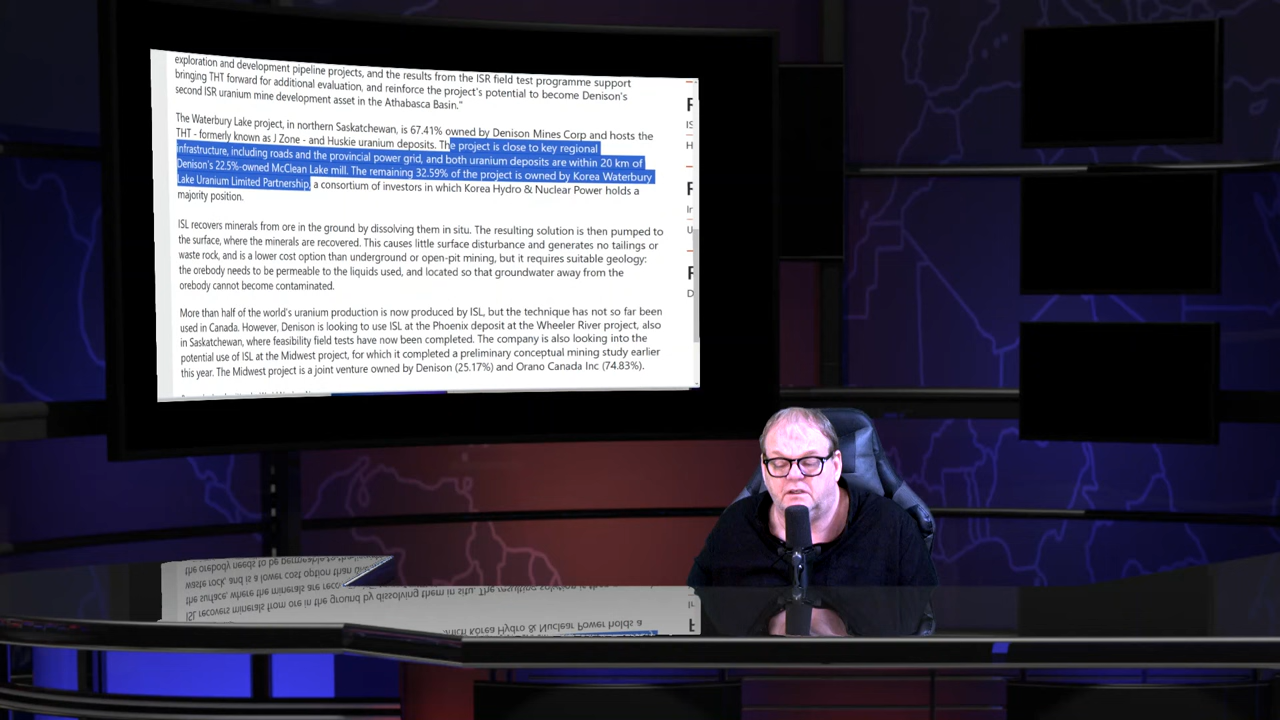 exploration and development pipeline projects, and the results from the ISR field test programme support
bringing THT forward for additional evaluation, and reinforce the project's potential to become Denison's
second ISR uranium mine development asset in the Athabasca Basin."
The Waterbury Lake project, in northern Saskatchewan, is 67.41% owned by Denison Mines Corp and hosts the
THT - formerly known as J Zone - and Huskie uranium deposits. The project is close to key regional
infrastructure, including roads and the provincial power grid, and both uranium deposits are within 20 km of
Denison's 22.5%-owned McClean Lake mill. The remaining 32.59% of the project is owned by Korea Waterbury
Lake Uranium Limited Partnership, a consortium of investors in which Korea Hydro & Nuclear Power holds a
majority position.
ISL recovers minerals from ore in the ground by dissolving them in situ. The resulting solution is then pumped to
the surface, where the minerals are recovered. This causes little surface disturbance and generates no tailings or
waste rock, and is a lower cost option than underground or open-pit mining, but it requires suitable geology:
the orebody needs to be permeable to the liquids used, and located so that groundwater away from the
orebody cannot become contaminated.
More than half of the world's uranium production is now produced by ISL, but the technique has not so far been
used in Canada. However, Denison is looking to use ISL at the Phoenix deposit at the Wheeler River project, also
in Saskatchewan, where feasibility field tests have now been completed. The company is also looking into the
potential use of ISL at the Midwest project, for which it completed a preliminary conceptual mining study earlier
this year. The Midwest project is a joint venture owned by Denison (25.17%) and Orano Canada Inc (74.83%).